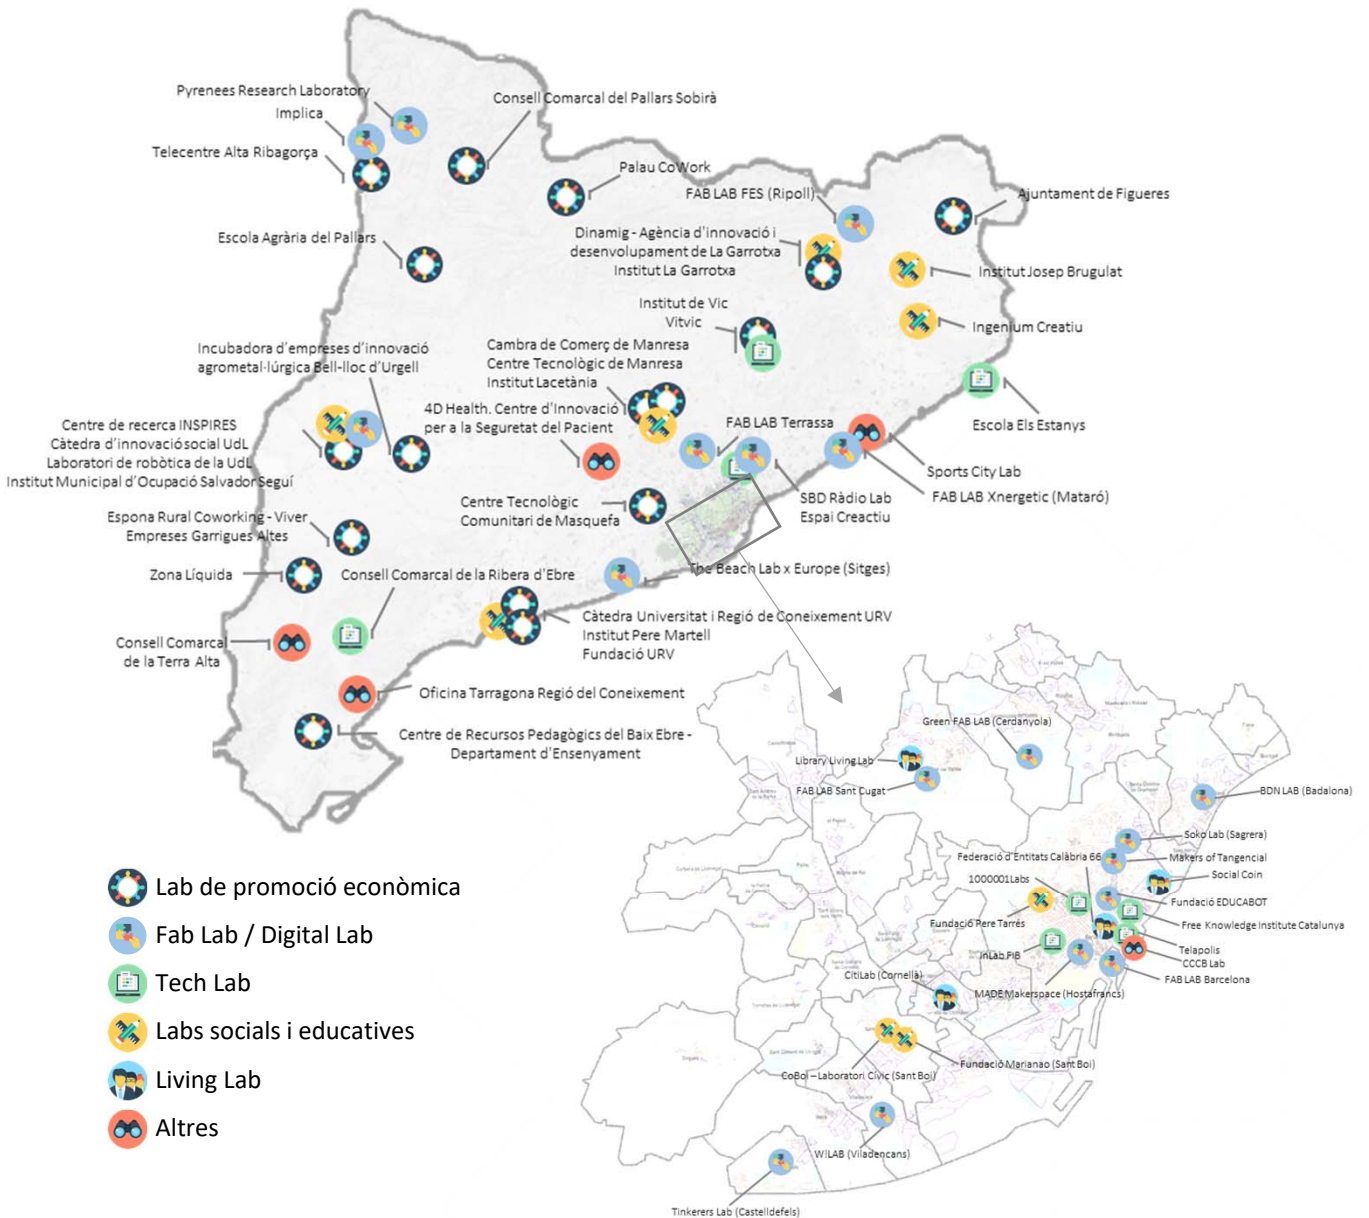 Pyrenees Research Laboratory
Implica
Telecentre Alta Ribagorça
Consell Comarcal del Pallars Sobirà
Palau CoWork
FAB LAB FES (Ripoll)
Ajuntament de Figueres
Escola Agrària del Pallars
Dinamig - Agència d'innovació i
desenvolupament de La Garrotxa
Institut La Garrotxa
Institut Josep Brugulat
Institut de Vic
Vitvic
Ingenium Creatiu
Incubadora d'empreses d'innovació
agrometal·lúrgica Bell-lloc d'Urgell
Cambra de Comerç de Manresa
Centre Tecnològic de Manresa
Institut Lacetània
4D Health. Centre d'Innovació
per a la Seguretat del Pacient
FAB LAB Terrassa
Escola Els Estanys
Centre de recerca INSPIRES
Càtedra d'innovació social UdL
Laboratori de robòtica de la UdL
Institut Municipal d'Ocupació Salvador Seguí
Sports City Lab
FAB LAB Xnergetic (Mataró)
SBD Ràdio Lab
Espai Creactiu
Centre Tecnològic
Comunitari de Masquefa
Espona Rural Coworking - Viver
Empreses Garrigues Altes
Zona Líquida
Consell Comarcal de la Ribera d'Ebre
The Beach Lab x Europe (Sitges)
Càtedra Universitat i Regió de Coneixement URV
Institut Pere Martell
Fundació URV
Consell Comarcal
de la Terra Alta
Oficina Tarragona Regió del Coneixement
Centre de Recursos Pedagògics del Baix Ebre -
Departament d'Ensenyament
Green FAB LAB (Cerdanyola)
Library Living Lab
FAB LAB Sant Cugat
BDN LAB (Badalona)
Soko Lab (Sagrera)
Federació d'Entitats Calàbria 66
Makers of Tangencial
1000001Labs
Social Coin
Fundació EDUCABOT
Fundació Pere Tarrés
Free Knowledge Institute Catalunya
Telapolis
InLab FIB
CCCB Lab
CitiLab (Cornellà)
FAB LAB Barcelona
MADE Makerspace (Hostafrancs)
Fundació Marianao (Sant Boi)
CoBoi – Laboratori Cívic (Sant Boi)
W!LAB (Viladencans)
Tinkerers Lab (Castelldefels)
Lab de promoció econòmica
Fab Lab / Digital Lab
Tech Lab
Labs socials i educatives
Living Lab
Altres